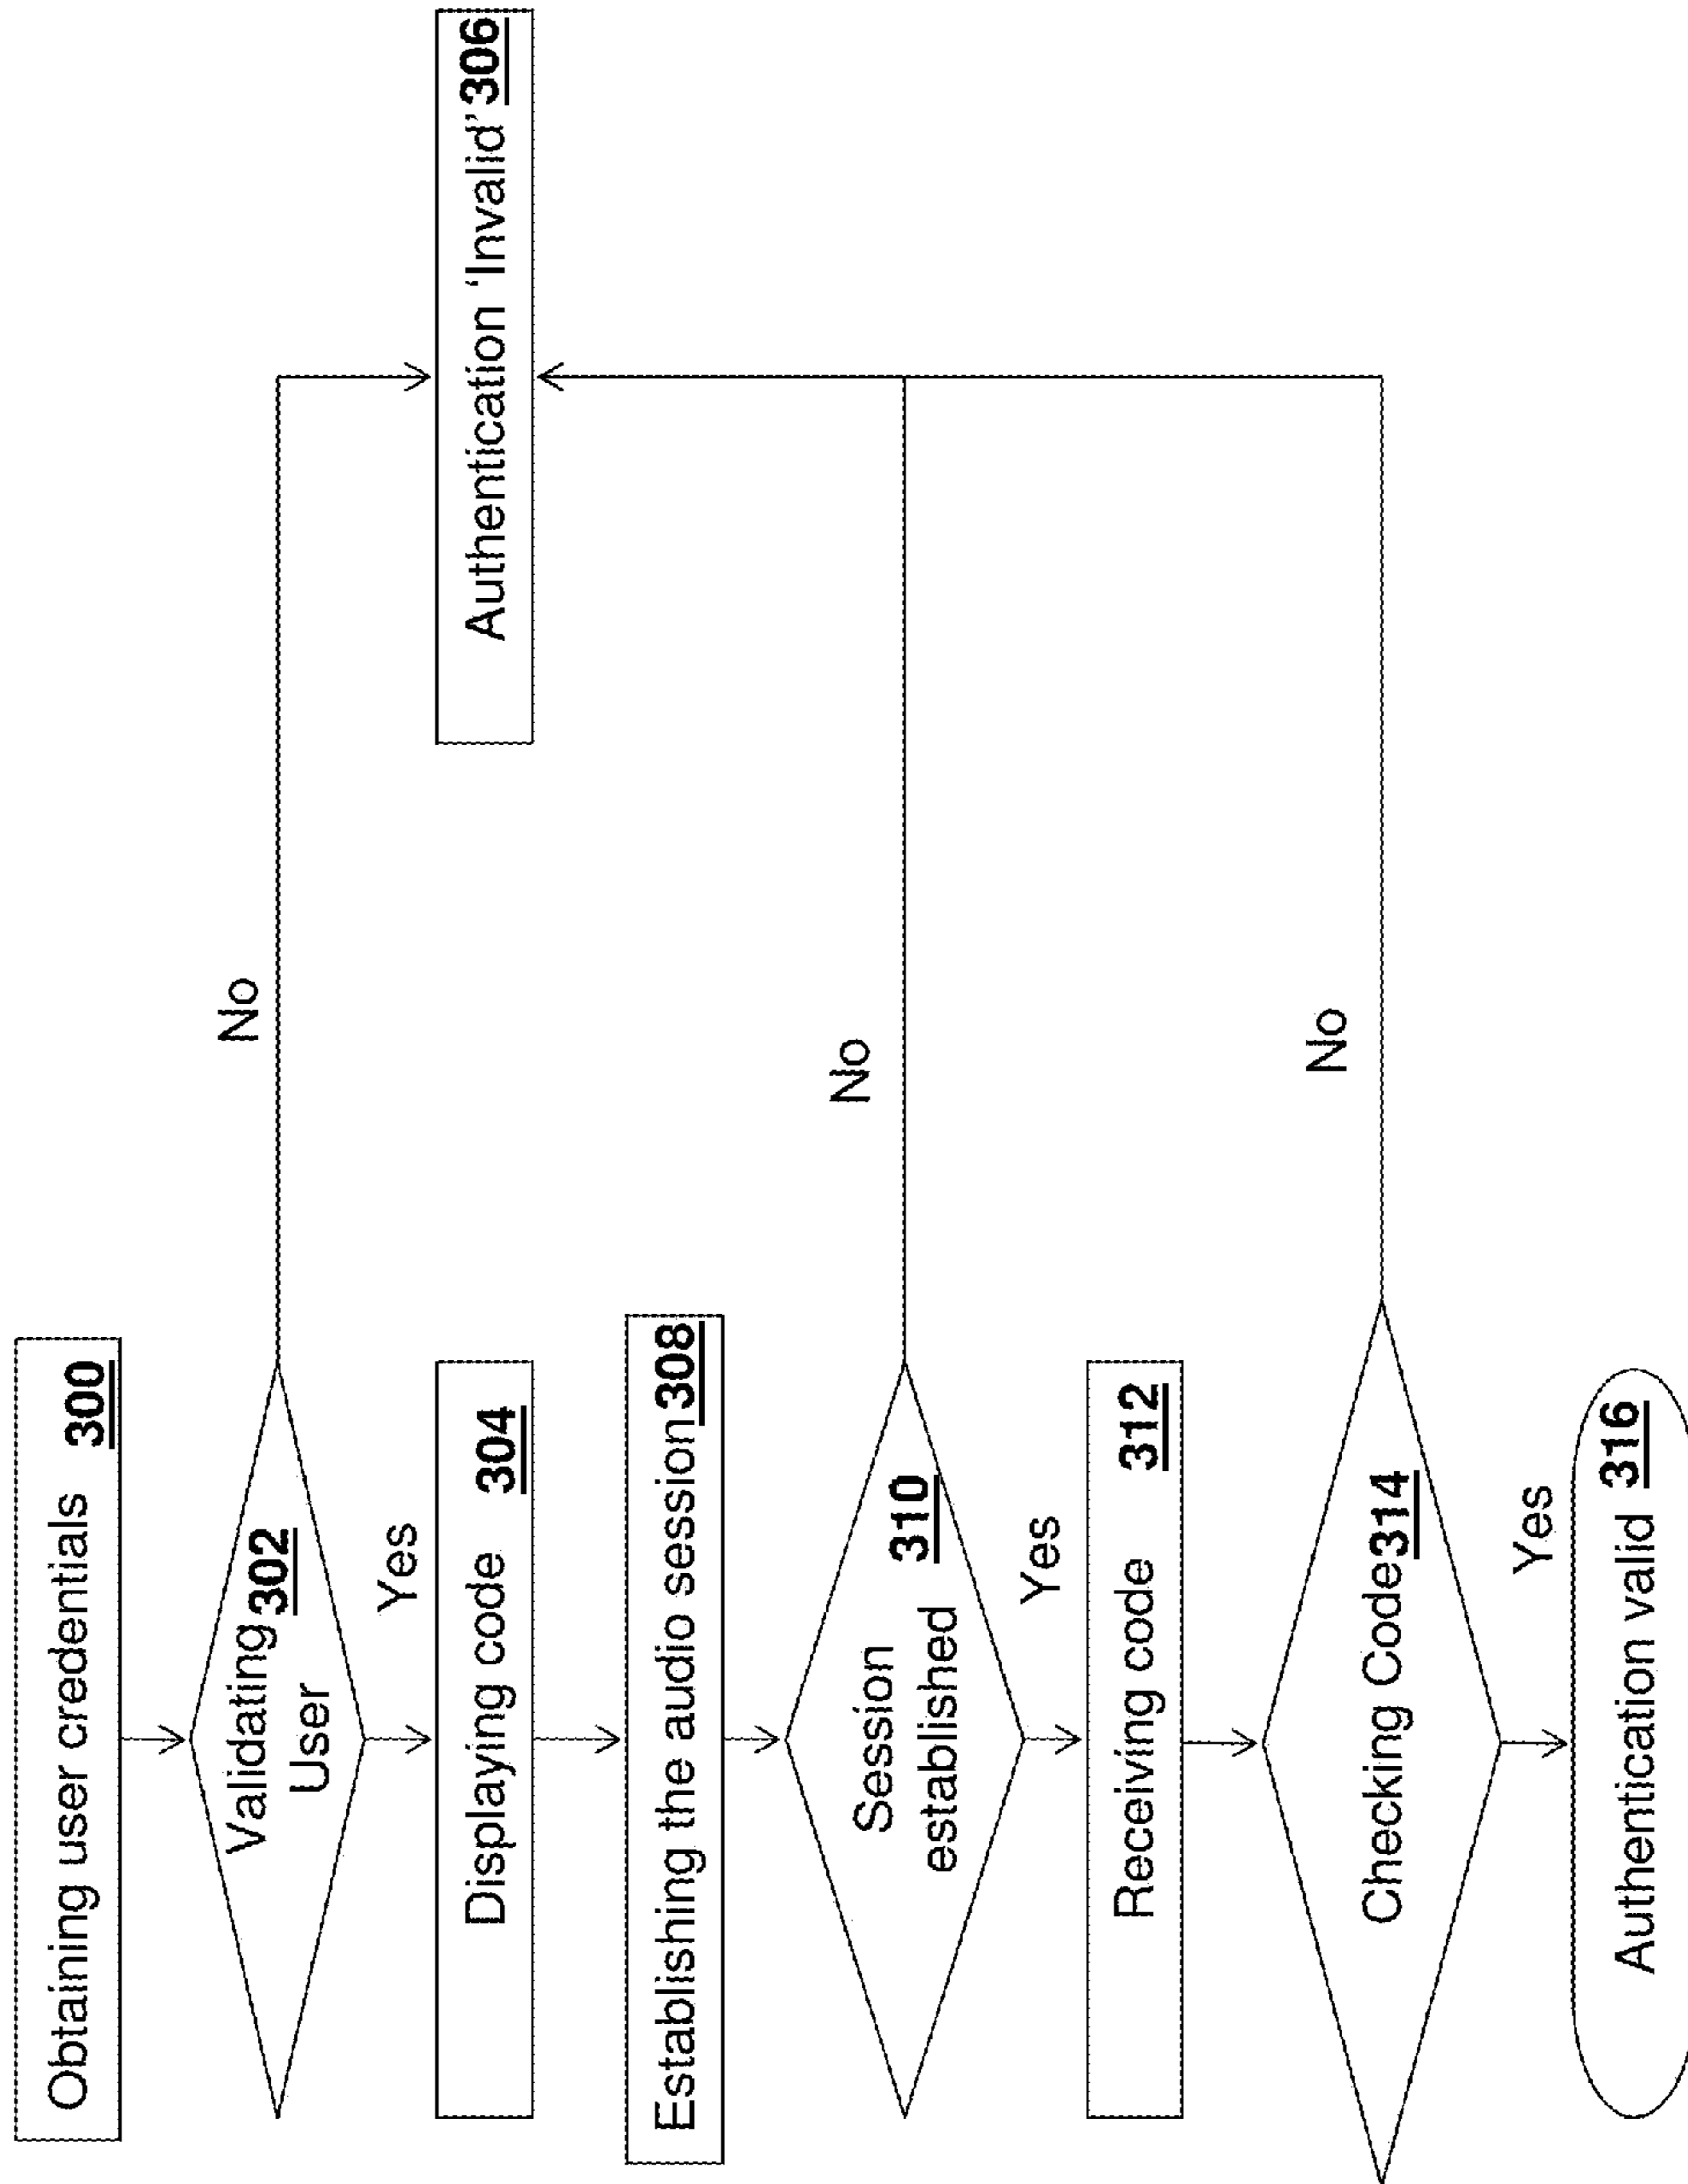 Obtaining user credentials 300
Validating 302
User
No
Yes
Displaying code 304
Authentication 'Invalid' 306
Establishing the audio session 308
Session 310
established
No
Yes
Receiving code 312
Checking Code 314
No
Yes
Authentication valid 316